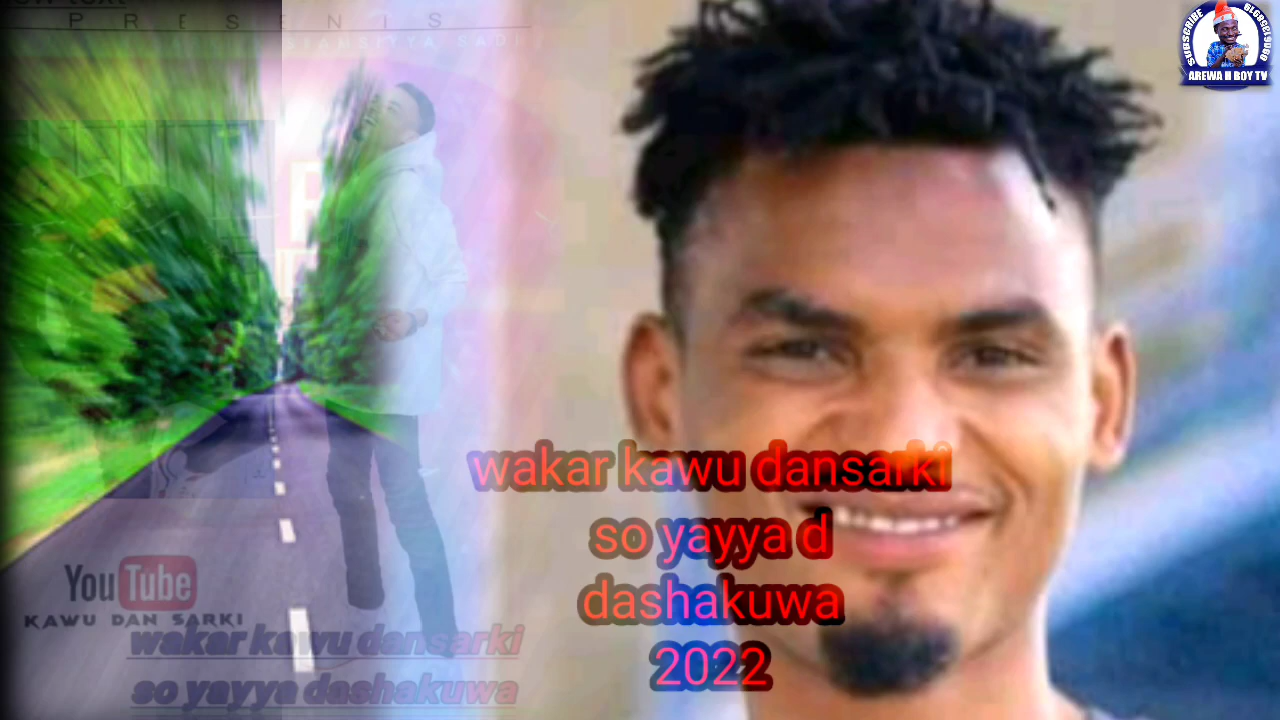 PRESENTS
SUBSCRIBE
AREWA H BOY TV
wakar kawu dansarki
so yayya d
dashakuwa
2022
YouTube
KAWU DAN SARKI
wakar kawu dansarki
so yayya dashakuwa